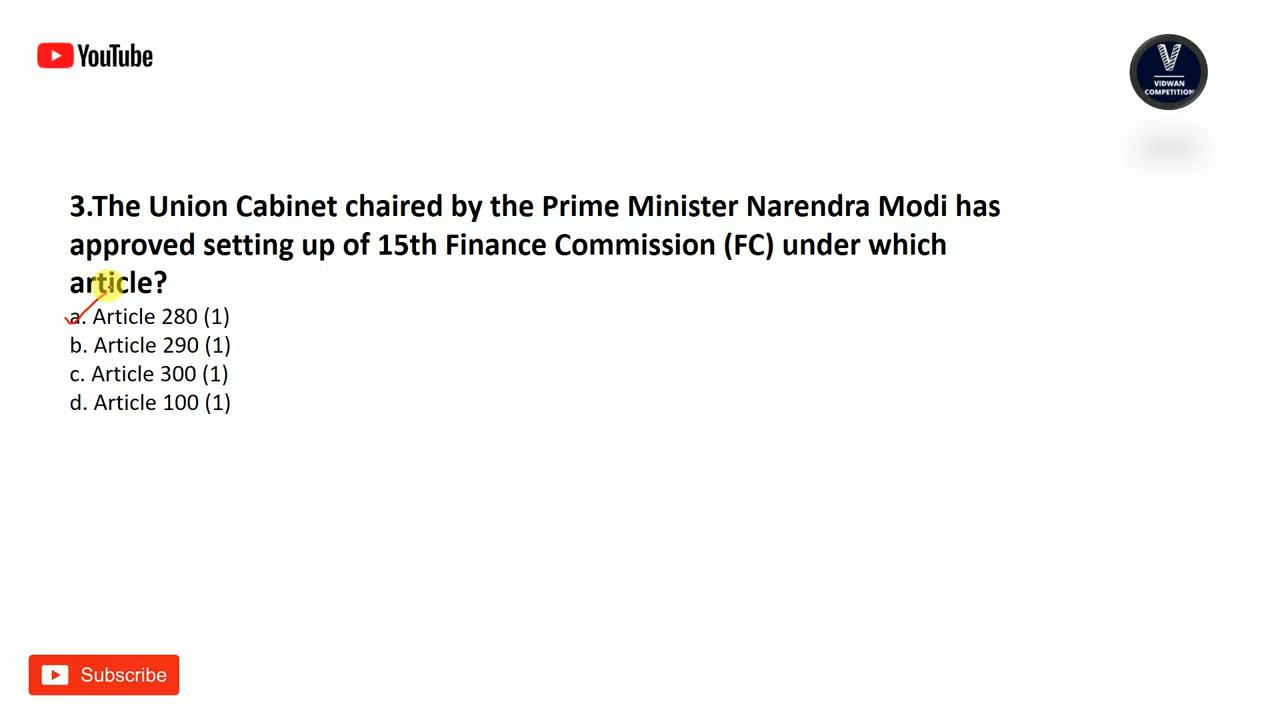 YouTube
V
VIDWAN
COMPETITION
3.The Union Cabinet chaired by the Prime Minister Narendra Modi has
approved setting up of 15th Finance Commission (FC) under which
article?
a. Article 280 (1)
b. Article 290 (1)
c. Article 300 (1)
d. Article 100 (1)
Subscribe